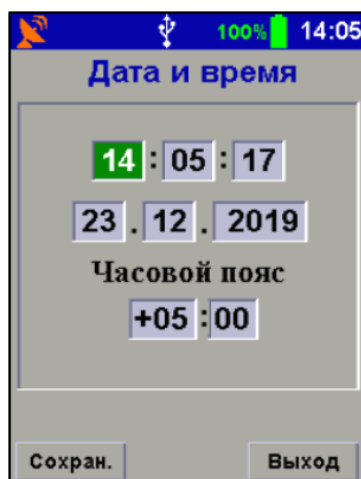 100% 14:05
Дата и время
14 : 05 : 17
23 . 12 . 2019
Часовой пояс
+05 : 00
Сохран. Выход